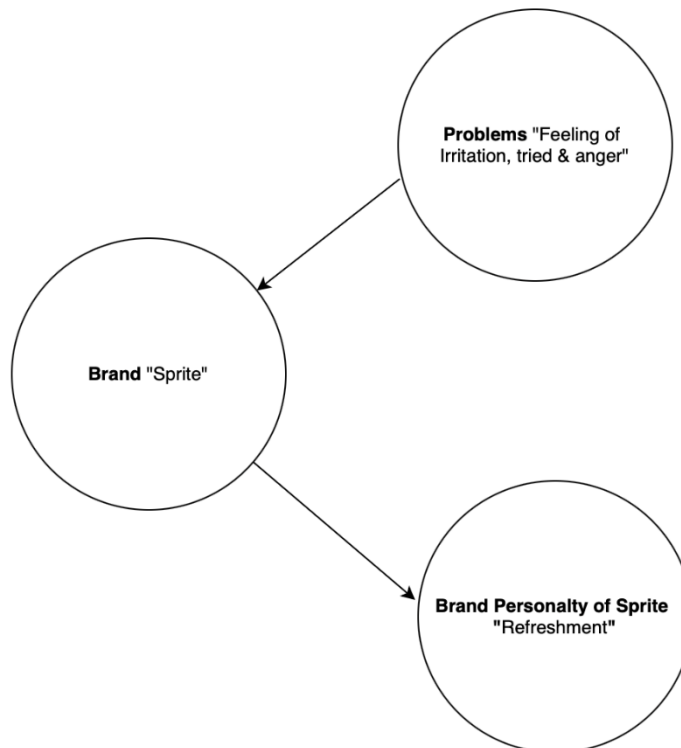 Problems "Feeling of
Irritation, tried & anger"
Brand "Sprite"
Brand Personalty of Sprite
"Refreshment"